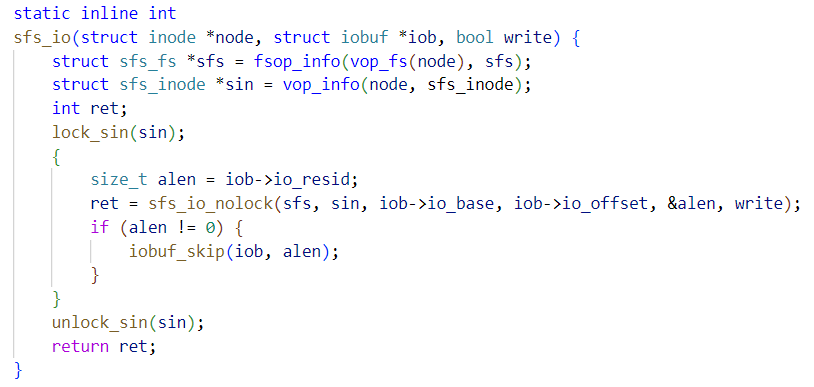 static inline int
sfs_io(struct inode *node, struct iobuf *iob, bool write) {
    struct sfs_fs *sfs = fsop_info(vop_fs(node), sfs);
    struct sfs_inode *sin = vop_info(node, sfs_inode);
    int ret;
    lock_sin(sin);
    {
        size_t alen = iob->io_resid;
        ret = sfs_io_nolock(sfs, sin, iob->io_base, iob->io_offset, &alen, write);
        if (alen != 0) {
            iobuf_skip(iob, alen);
        }
    }
    unlock_sin(sin);
    return ret;
}